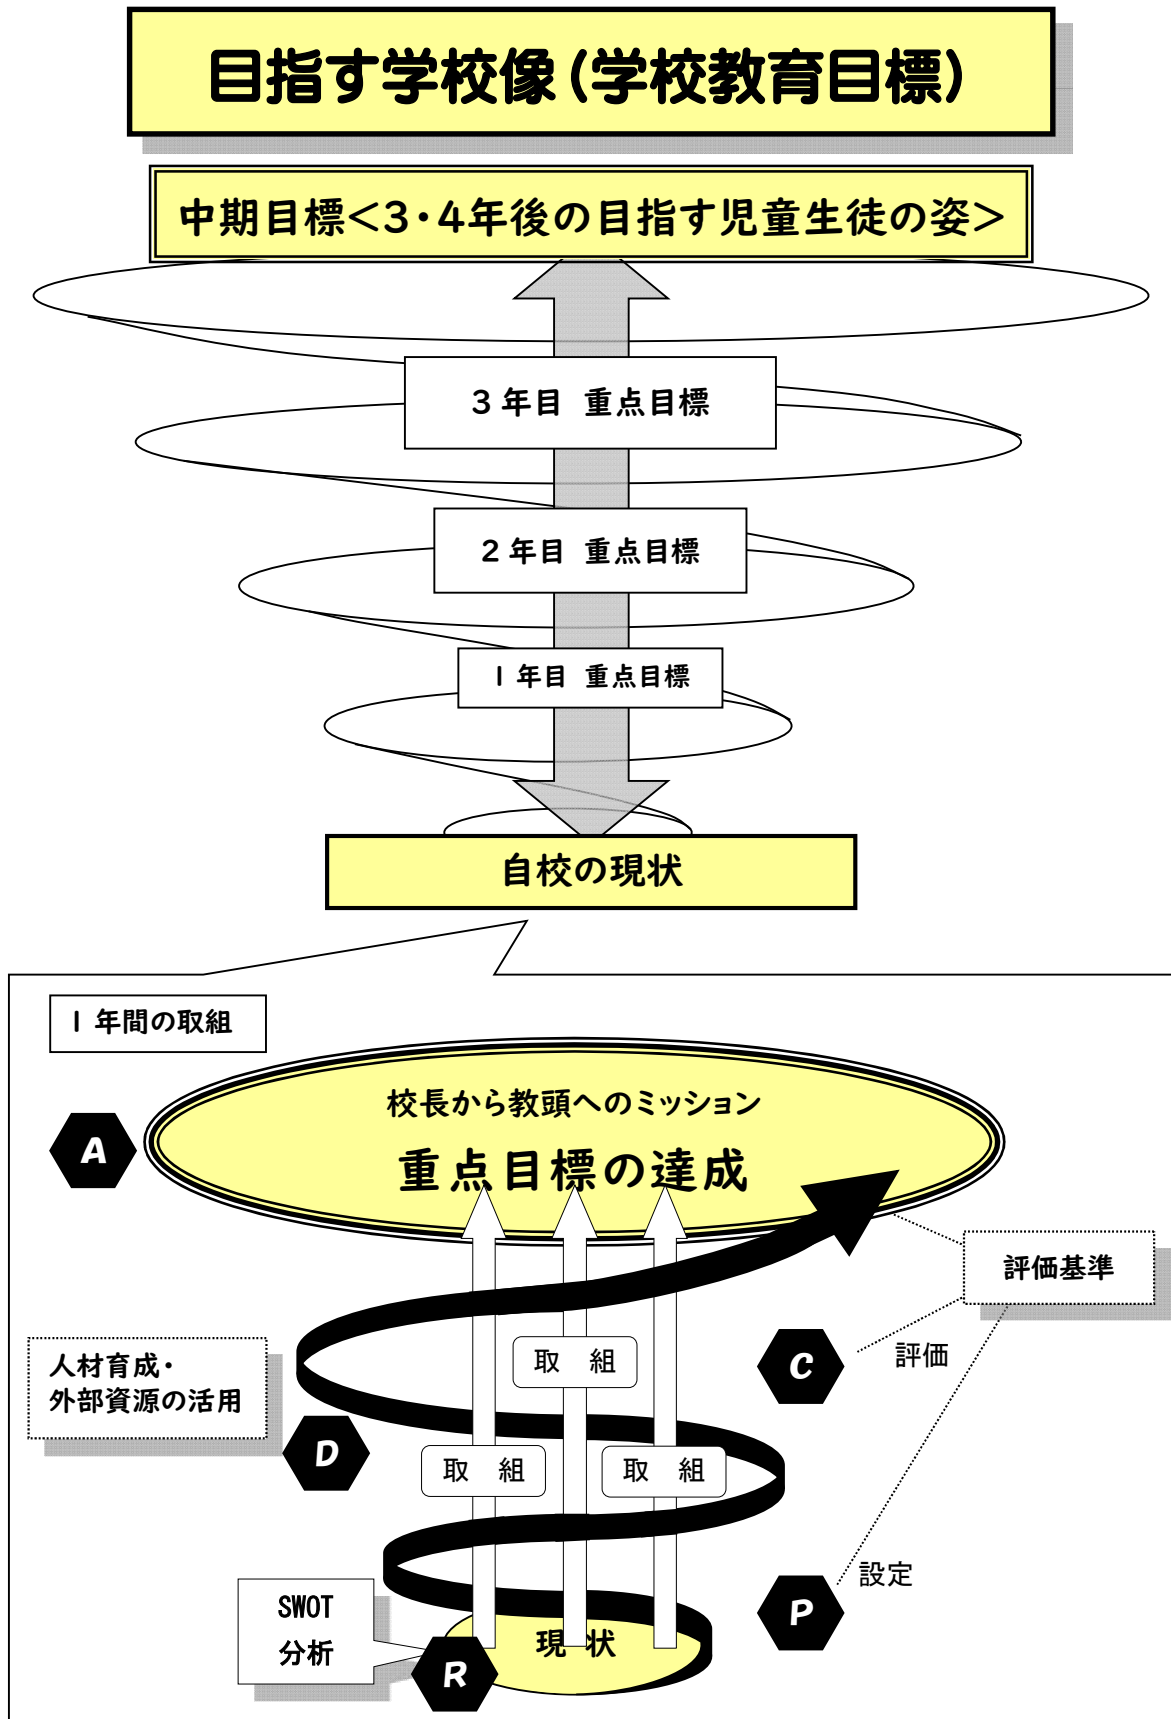 目指す学校像(学校教育目標)
中期目標<3・4年後の目指す児童生徒の姿>
3年目 重点目標
2年目 重点目標
1年目 重点目標
自校の現状
1年間の取組
校長から教頭へのミッション
A
重点目標の達成
評価基準
人材育成・
外部資源の活用
取 組
C
評価
D
取 組
取 組
設定
SWOT
分析
P
現 状
R